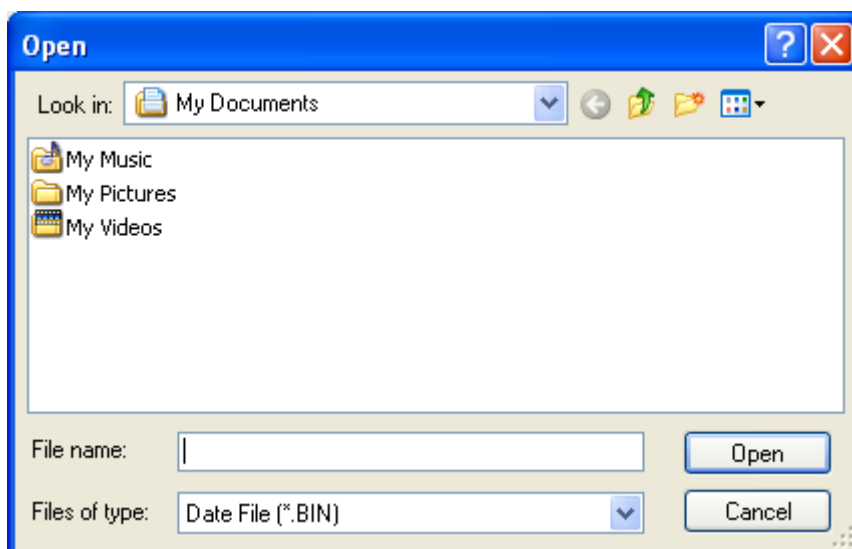 Open
Look in: My Documents
My Music
My Pictures
My Videos
File name: Open
Files of type: Date File (*.BIN) Cancel